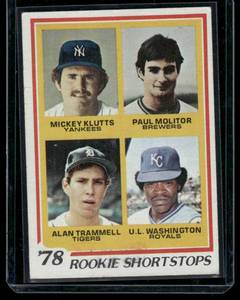 MICKEY KLUTTS
YANKEES
PAUL MOLITOR
BREWERS
ALAN TRAMMELL
TIGERS
U.L. WASHINGTON
ROYALS
'78 ROOKIE SHORTSTOPS